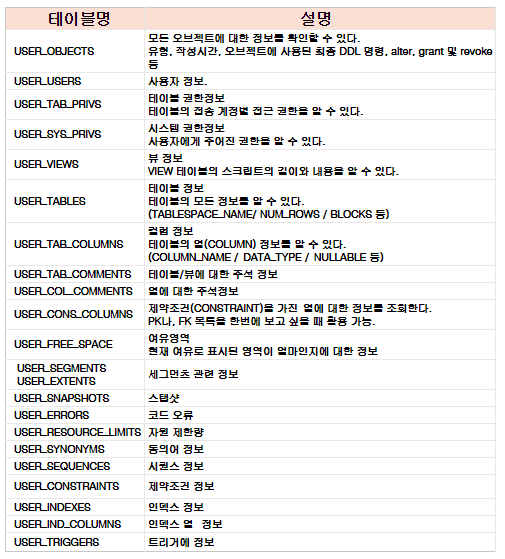 테이블명 설명
USER_OBJECTS
모든 오브젝트에 대한 정보를 확인할 수 있다.
유형, 작성시간, 오브젝트에 사용된 최종 DDL 명령, alter, grant 및 revoke
등
USER_USERS 사용자 정보.
USER_TAB_PRIVS
테이블 권한정보
테이블의 접송 계정별 접근 권한을 알 수 있다.
USER_SYS_PRIVS
시스템 권한정보
사용자에게 주어진 권한을 알 수 있다.
USER_VIEWS
뷰 정보
VIEW 테이블의 스크립트의 길이와 내용을 알 수 있다.
USER_TABLES
테이블 정보
테이블의 모든 정보를 알 수 있다.
(TABLESPACE_NAME/ NUM_ROWS / BLOCKS 등)
USER_TAB_COLUMNS
컬럼 정보
테이블의 열(COLUMN) 정보를 알 수 있다.
(COLUMN_NAME / DATA_TYPE / NULLABLE 등)
USER_TAB_COMMENTS 테이블/뷰에 대한 주석 정보
USER_COL_COMMENTS 열에 대한 주석정보
USER_CONS_COLUMNS
제약조건(CONSTRAINT)을 가진 열에 대한 정보를 조회한다.
PK나, FK 목록을 한번에 보고 싶을 때 활용 가능.
USER_FREE_SPACE
여유영역
현재 여유로 표시된 영역이 얼마인지에 대한 정보
USER_SEGMENTS
USER_EXTENTS
세그먼츠 관련 정보
USER_SNAPSHOTS 스탭샷
USER_ERRORS 코드 오류
USER_RESOURCE_LIMITS 자원 제한량
USER_SYNONYMS 동의어 정보
USER_SEQUENCES 시퀀스 정보
USER_CONSTRAINTS 제약조건 정보
USER_INDEXES 인덱스 정보
USER_IND_COLUMNS 인덱스 열 정보
USER_TRIGGERS 트리거에 정보